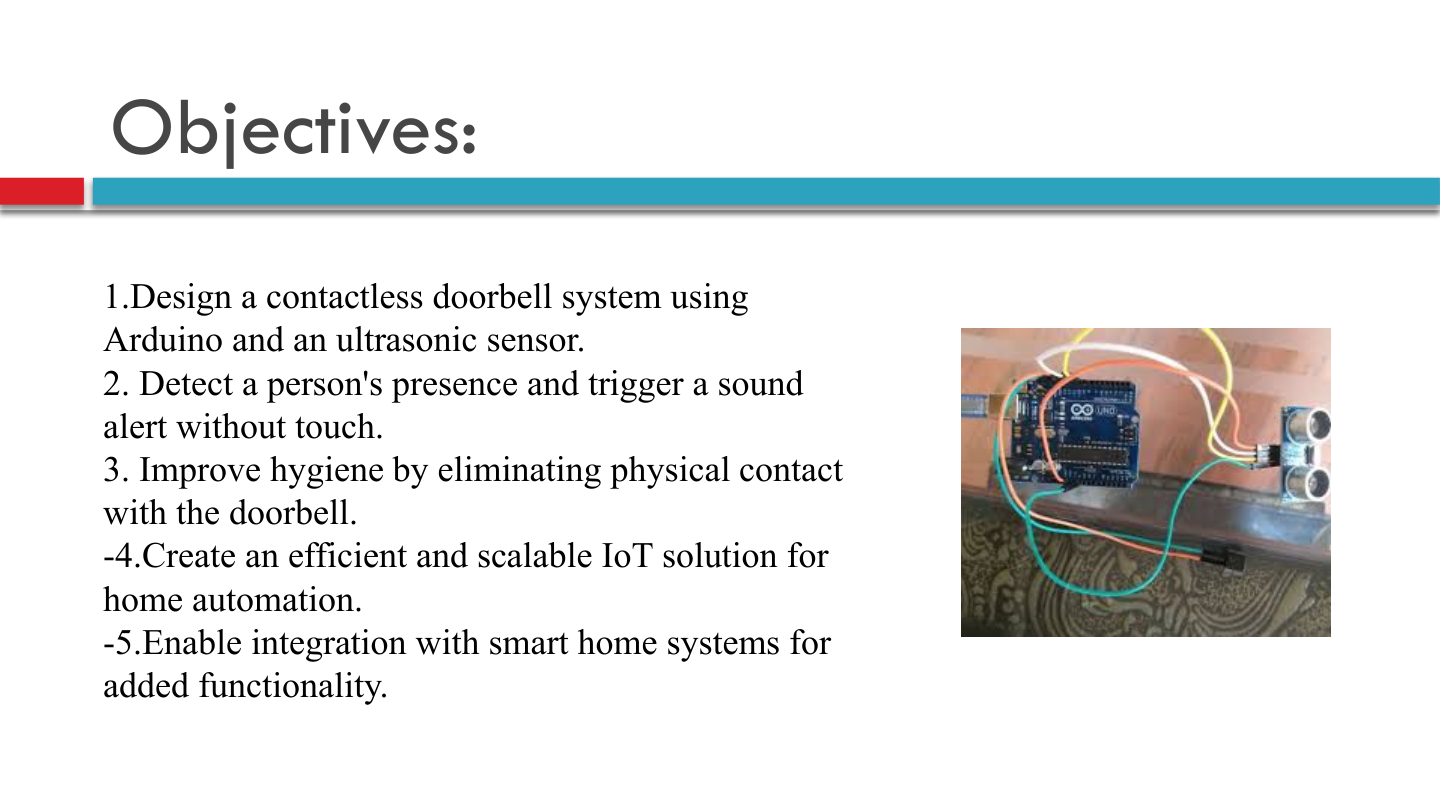 Objectives:
1.Design a contactless doorbell system using
Arduino and an ultrasonic sensor.
2. Detect a person's presence and trigger a sound
alert without touch.
3. Improve hygiene by eliminating physical contact
with the doorbell.
-4.Create an efficient and scalable IoT solution for
home automation.
-5.Enable integration with smart home systems for
added functionality.
UNO